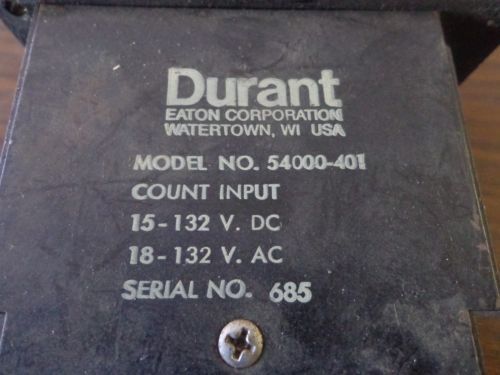 Durant
EATON CORPORATION
WATERTOWN, WI USA
MODEL NO. 54000-401
COUNT INPUT
15-132 V. DC
18-132 V. AC
SERIAL NO. 685